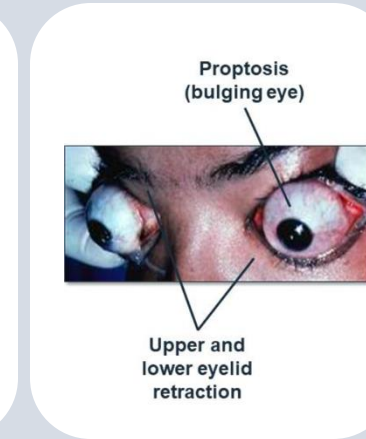 Proptosis
(bulging eye)
Upper and
lower eyelid
retraction